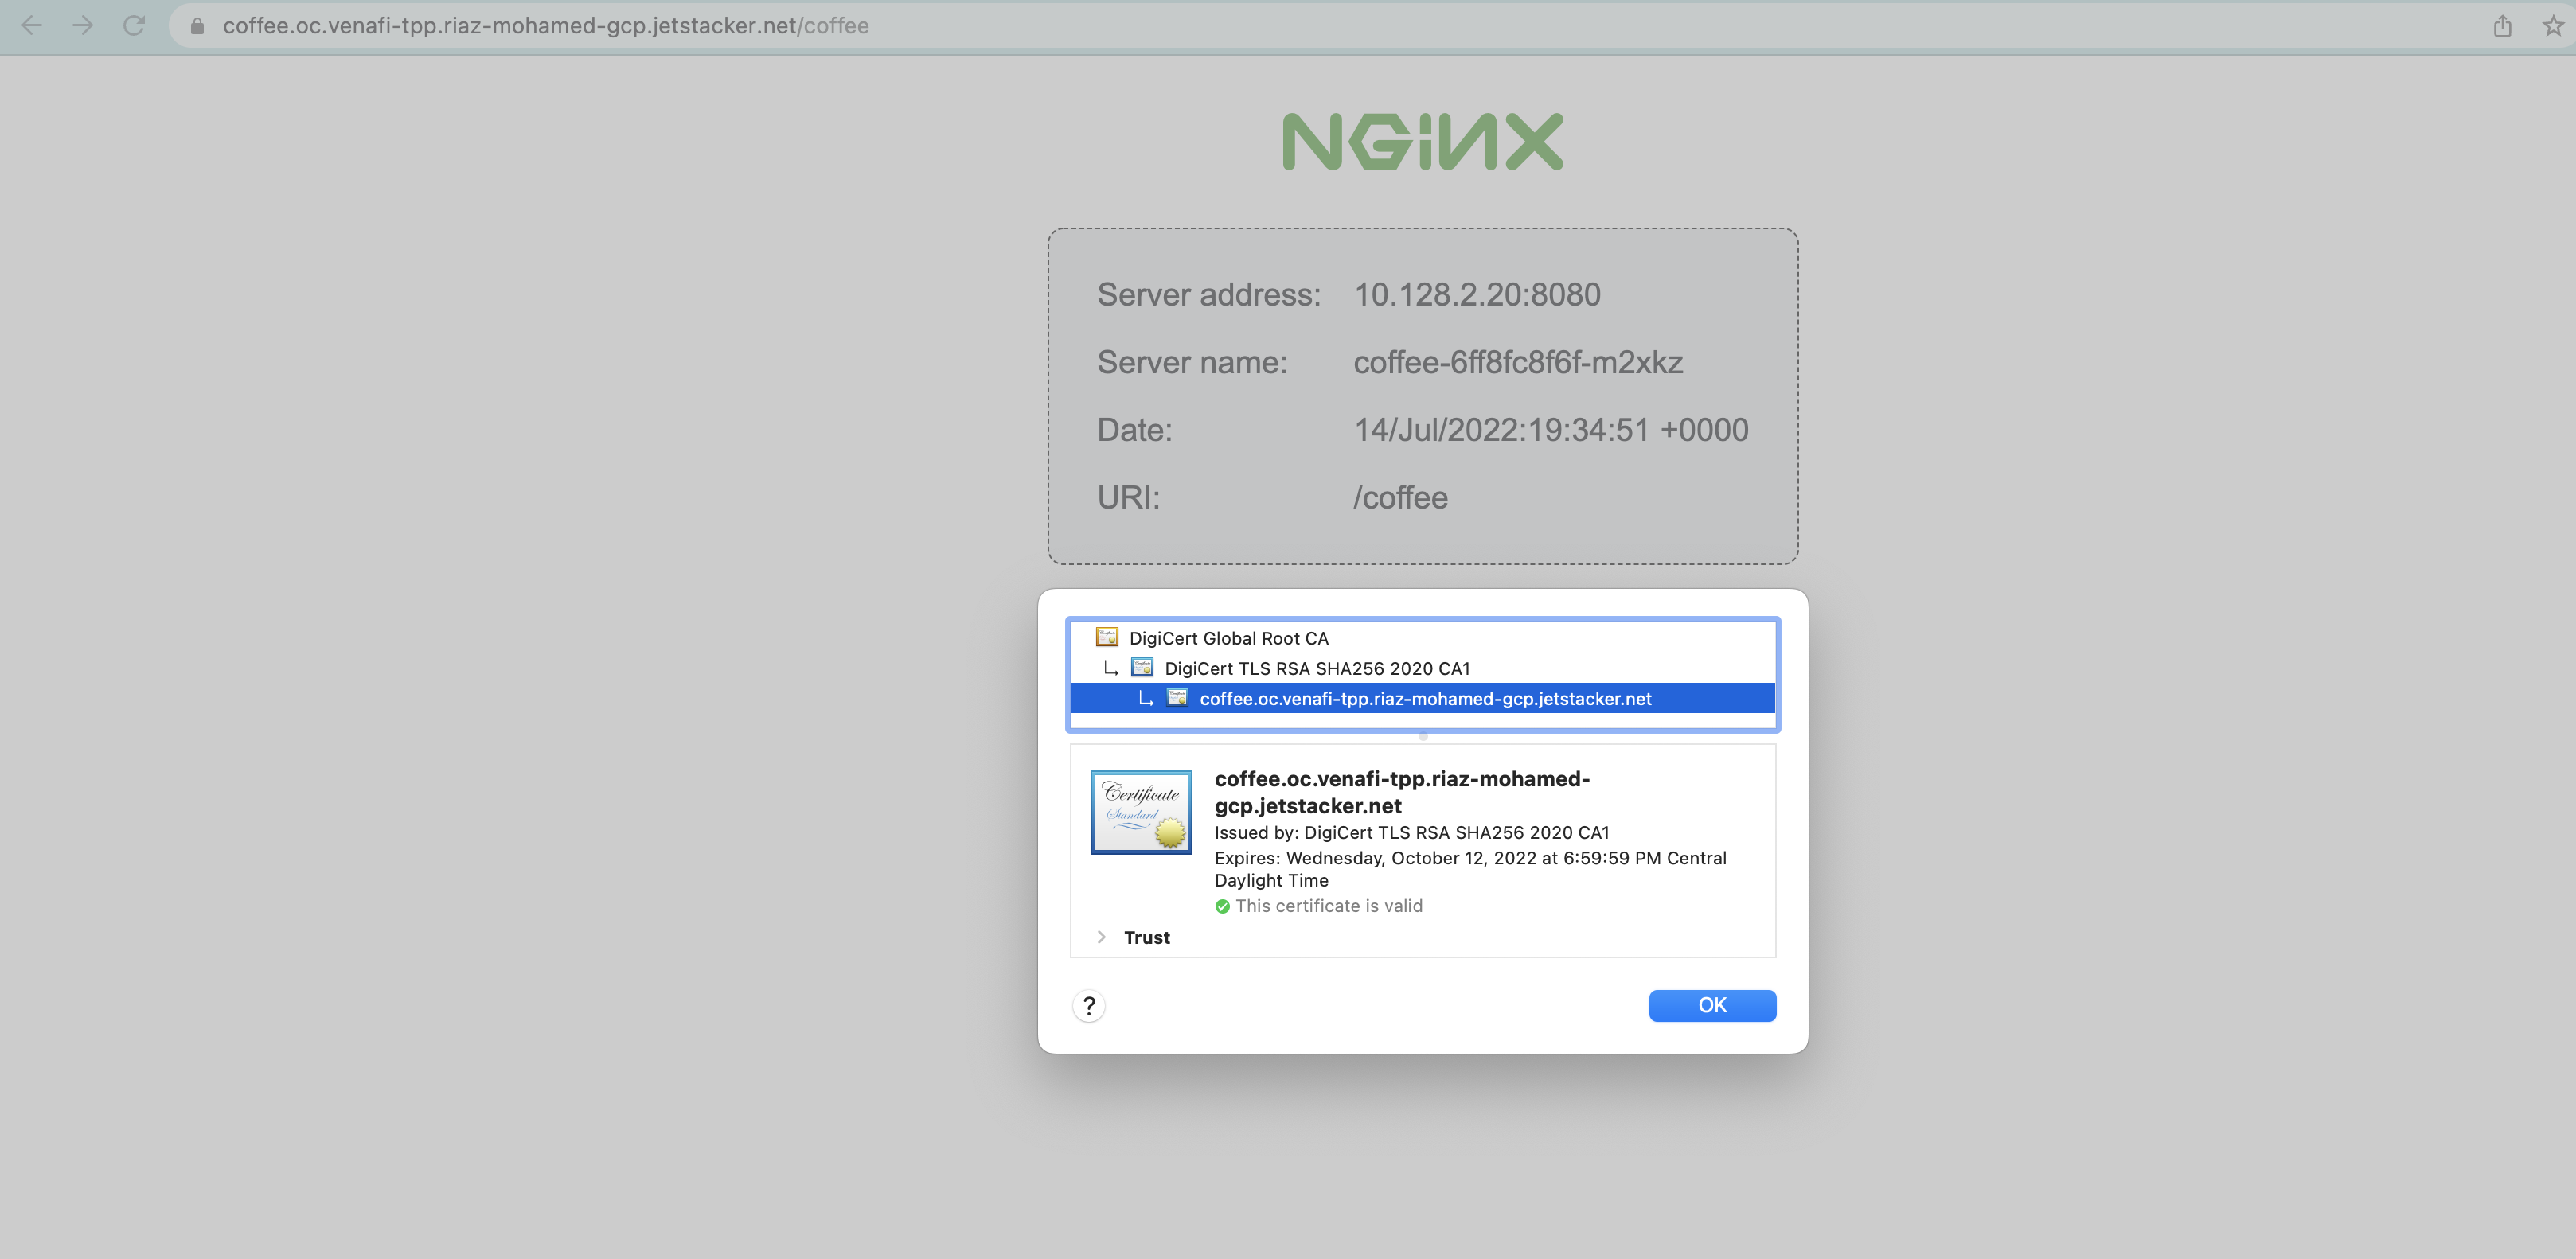 coffee.oc.venafi-tpp.riaz-mohamed-gcp.jetstacker.net/coffee
NGINX
Server address: 10.128.2.20:8080
Server name: coffee-6ff8fc8f6f-m2xkz
Date: 14/Jul/2022:19:34:51 +0000
URI: /coffee
DigiCert Global Root CA
DigiCert TLS RSA SHA256 2020 CA1
coffee.oc.venafi-tpp.riaz-mohamed-gcp.jetstacker.net
Certificate
Standard
coffee.oc.venafi-tpp.riaz-mohamed-
gcp.jetstacker.net
Issued by: DigiCert TLS RSA SHA256 2020 CA1
Expires: Wednesday, October 12, 2022 at 6:59:59 PM Central
Daylight Time
This certificate is valid
Trust
?
OK